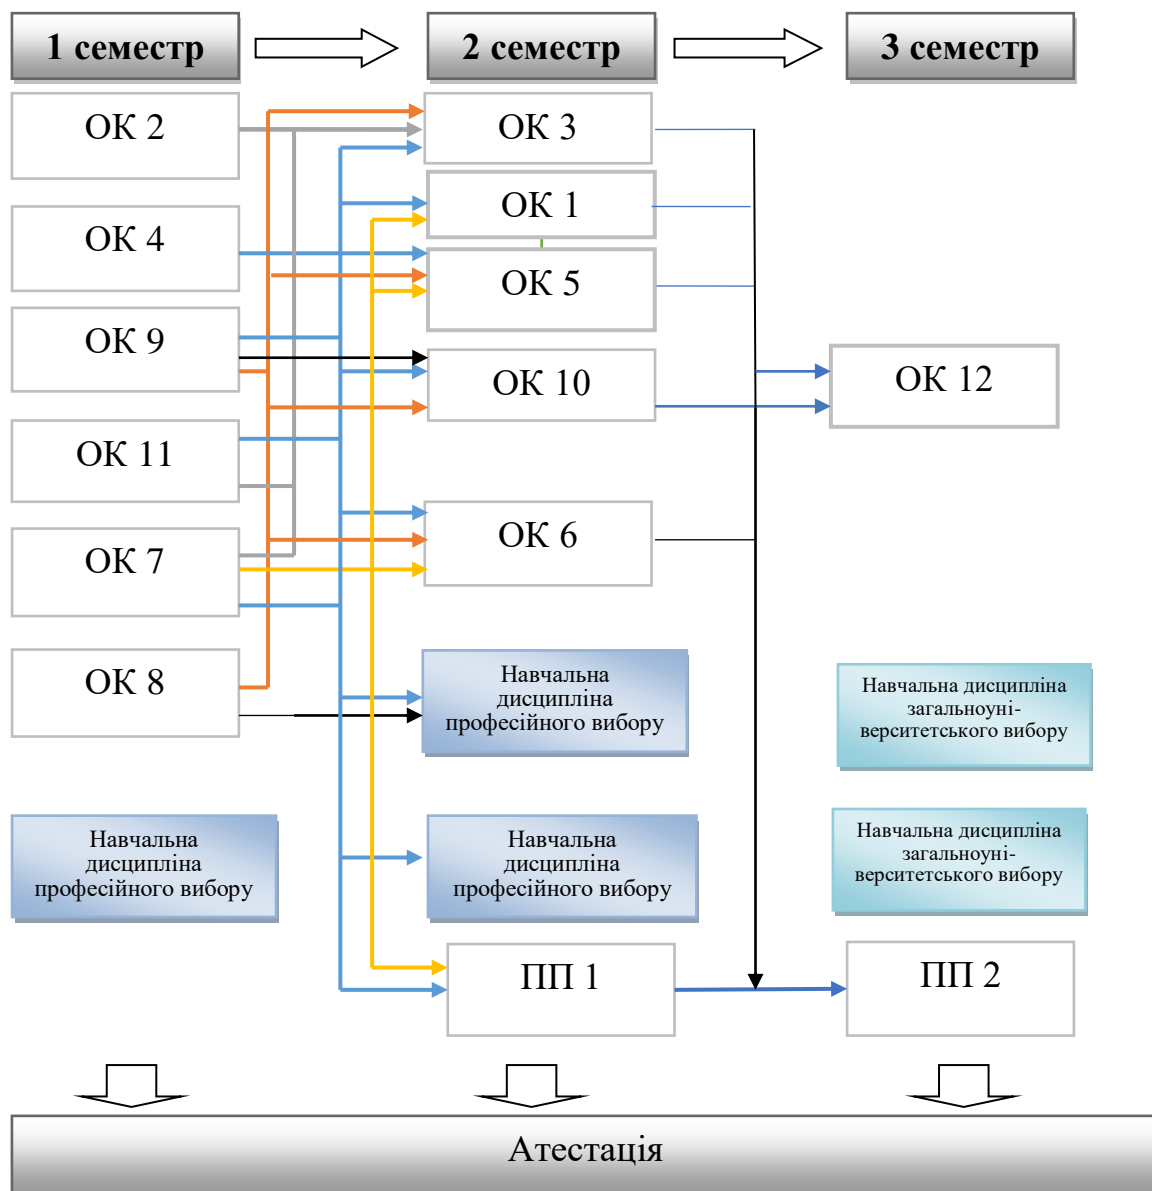 1 семестр
2 семестр
3 семестр
ОК 2
ОК 3
ОК 4
ОК 1
ОК 5
ОК 9
ОК 10
ОК 12
ОК 11
ОК 7
ОК 6
ОК 8
Навчальна
дисципліна
професійного вибору
Навчальна дисципліна
загальноуні-
верситетського вибору
Навчальна
дисципліна
професійного вибору
Навчальна
дисципліна
професійного вибору
Навчальна дисципліна
загальноуні-
верситетського вибору
ПП 1
ПП 2
Атестація